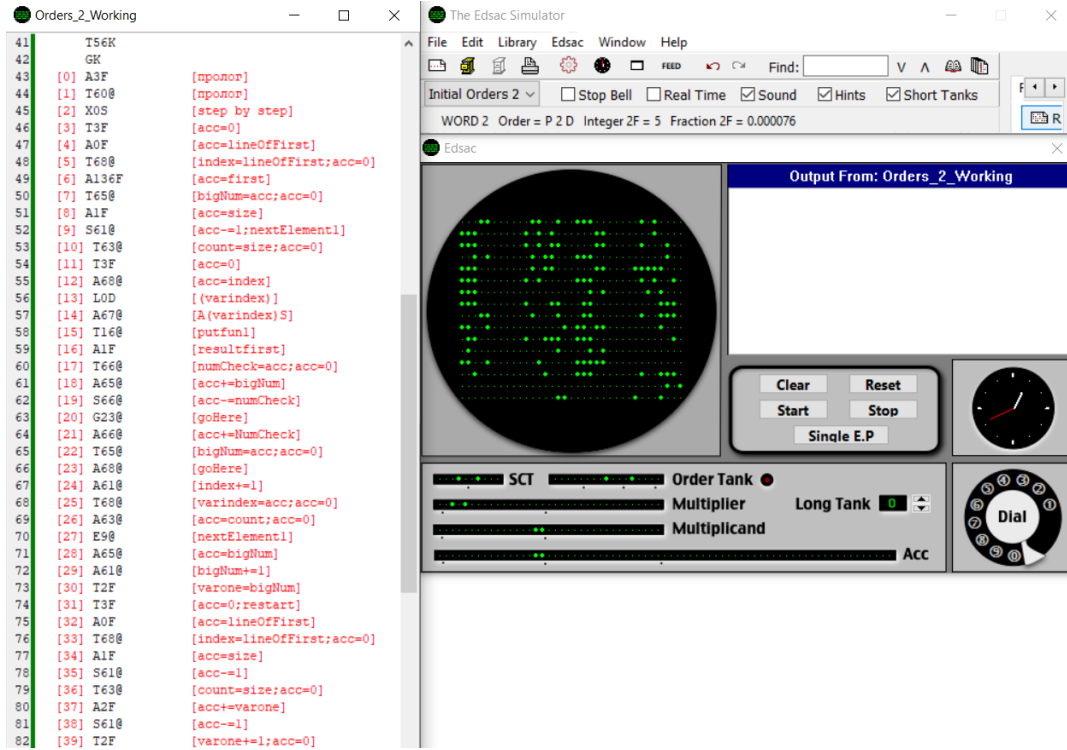 Orders_2_Working
41 T56K
42 GK
43 [0] A3F [пролог]
44 [1] T60@ [пролог]
45 [2] X0S [step by step]
46 [3] T3F [acc=0]
47 [4] A0F [acc=lineOfFirst]
48 [5] T68@ [index=lineOfFirst;acc=0]
49 [6] A136F [acc=first]
50 [7] T65@ [bigNum=acc;acc=0]
51 [8] A1F [acc=size]
52 [9] S61@ [acc-=1;nextElement1]
53 [10] T63@ [count=size;acc=0]
54 [11] T3F [acc=0]
55 [12] A68@ [acc=index]
56 [13] L0D [(varindex)]
57 [14] A67@ [A(varindex)S]
58 [15] T16@ [putfun1]
59 [16] A1F [resultfirst]
60 [17] T66@ [numCheck=acc;acc=0]
61 [18] A65@ [acc+=bigNum]
62 [19] S66@ [acc-=numCheck]
63 [20] G23@ [goHere]
64 [21] A66@ [acc+=NumCheck]
65 [22] T65@ [bigNum=acc;acc=0]
66 [23] A68@ [goHere]
67 [24] A61@ [index+=1]
68 [25] T68@ [varindex=acc;acc=0]
69 [26] A63@ [acc=count;acc=0]
70 [27] E9@ [nextElement1]
71 [28] A65@ [acc=bigNum]
72 [29] A61@ [bigNum+=1]
73 [30] T2F [varone=bigNum]
74 [31] T3F [acc=0;restart]
75 [32] A0F [acc=lineOfFirst]
76 [33] T68@ [index=lineOfFirst;acc=0]
77 [34] A1F [acc=size]
78 [35] S61@ [acc-=1]
79 [36] T63@ [count=size;acc=0]
80 [37] A2F [acc+=varone]
81 [38] S61@ [acc-=1]
82 [39] T2F [varone+=1;acc=0]
The Edsac Simulator
File Edit Library Edsac Window Help
FEED Find: V Λ
Initial Orders 2 Stop Bell Real Time Sound Hints Short Tanks
R
WORD 2 Order = P 2 D Integer 2F = 5 Fraction 2F = 0.000076
Edsac
Output From: Orders_2_Working
Clear Reset
Start Stop
Single E.P
SCT Order Tank
Multiplier Long Tank 0
Multiplicand
Acc
Dial
1
2
3
4
5
6
7
8
9
0